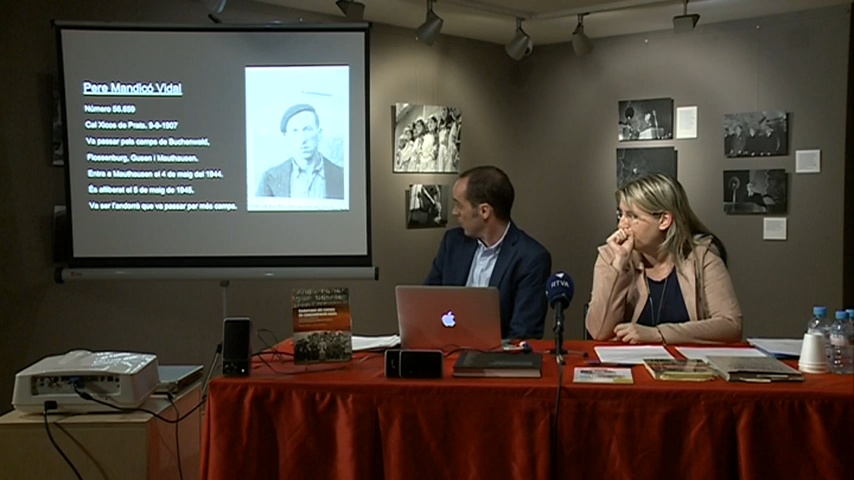 Pere Mandicó Vidal
Número 56.659
Cal Xicos de Prats. 9-9-1907
Va passar pels camps de Buchenwald,
Flossenburg, Gusen i Mauthausen.
Entra a Mauthausen el 4 de maig del 1944.
És alliberat el 5 de maig de 1945.
Va ser l'andorrà que va passar per més camps.
RTVA